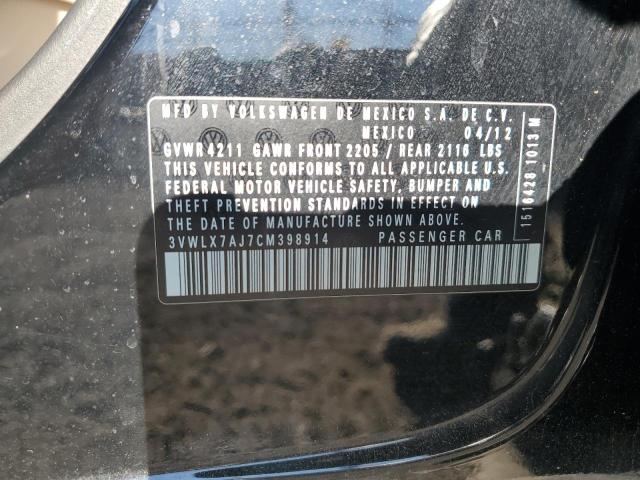 MFD BY VOLKSWAGEN DE MEXICO S.A. DE C.V.
MEXICO 04/12
GVWR 4211 GAWR FRONT 2205 / REAR 2116 LBS
THIS VEHICLE CONFORMS TO ALL APPLICABLE U.S.
FEDERAL MOTOR VEHICLE SAFETY, BUMPER AND
THEFT PREVENTION STANDARDS IN EFFECT ON
THE DATE OF MANUFACTURE SHOWN ABOVE.
3VWLX7AJ7CM398914 PASSENGER CAR
1516428 1013 M